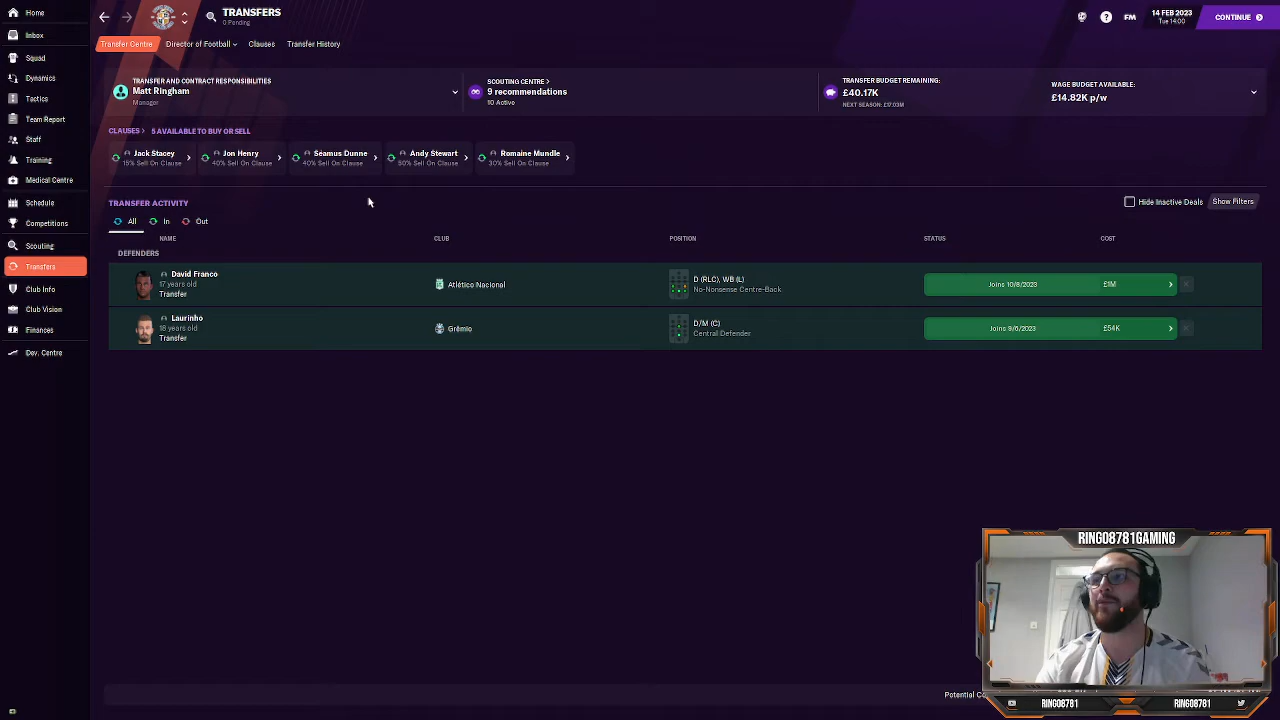 Home
TRANSFERS
0 Pending
14 FEB 2023
Tue 14:00
FM
CONTINUE
Inbox
Squad
Dynamics
Tactics
Team Report
Staff
Training
Medical Centre
Schedule
Competitions
Scouting
Transfers
Club Info
Club Vision
Finances
Dev. Centre
Transfer Centre
Director of Football
Clauses
Transfer History
TRANSFER AND CONTRACT RESPONSIBILITIES
Matt Ringham
Manager
SCOUTING CENTRE >
9 recommendations
10 Active
TRANSFER BUDGET REMAINING:
£40.17K
NEXT SEASON: £17.03M
WAGE BUDGET AVAILABLE:
£14.82K p/w
CLAUSES > 5 AVAILABLE TO BUY OR SELL
Jack Stacey
15% Sell On Clause
Jon Henry
40% Sell On Clause
Séamus Dunne
40% Sell On Clause
Andy Stewart
50% Sell On Clause
Romaine Mundle
30% Sell On Clause
TRANSFER ACTIVITY
Hide Inactive Deals
Show Filters
All In Out
NAME CLUB POSITION STATUS COST
DEFENDERS
David Franco
17 years old
Transfer
Atlético Nacional
D (RLC), WB (L)
No-Nonsense Centre-Back
Joins 10/8/2023 £1M
Laurinho
18 years old
Transfer
Grêmio
D/M (C)
Central Defender
Joins 9/6/2023 £54K
RINGO8781GAMING
RINGO8781 RINGO8781